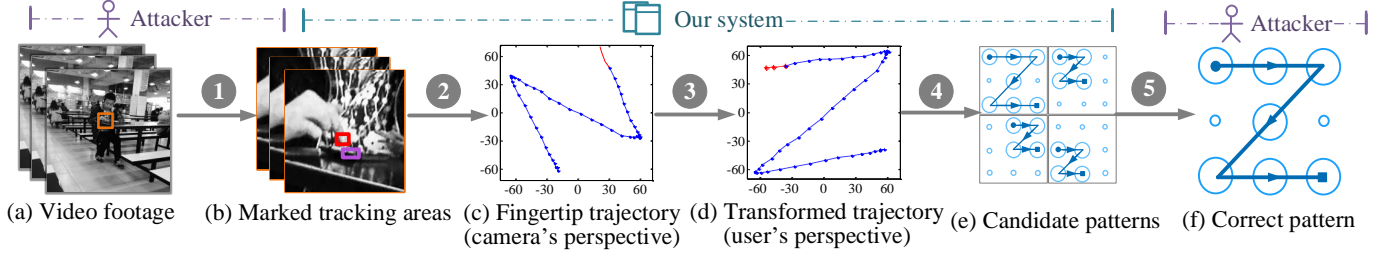 Attacker
Our system
Attacker
1
2
3
4
5
60
30
0
-30
-60
-60 -30 0 30 60
60
30
0
-30
-60
-60 -30 0 30 60
(a) Video footage
(b) Marked tracking areas
(c) Fingertip trajectory
(camera's perspective)
(d) Transformed trajectory
(user's perspective)
(e) Candidate patterns
(f) Correct pattern